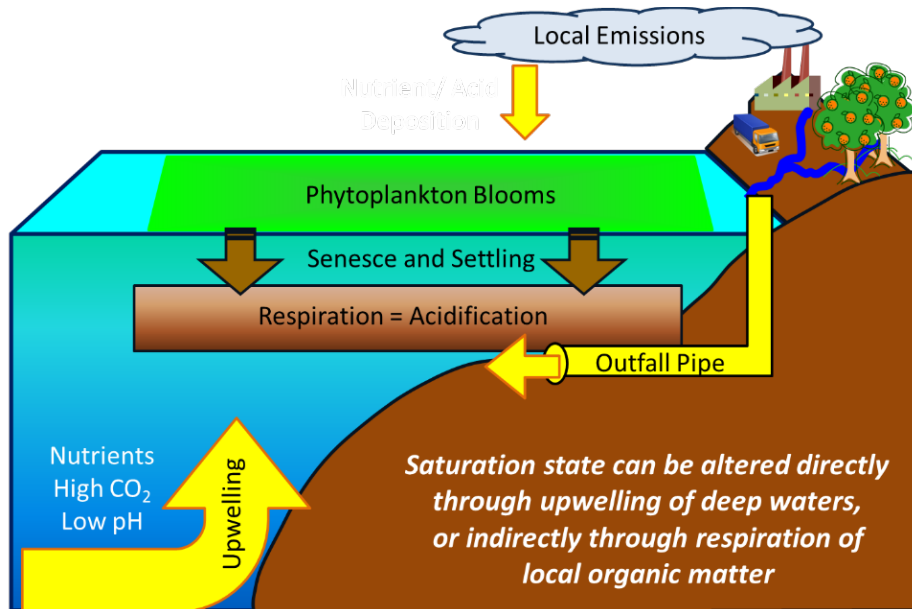 Local Emissions
Nutrient/ Acid
Deposition
Phytoplankton Blooms
Senesce and Settling
Respiration = Acidification
Outfall Pipe
Nutrients
High CO₂
Low pH
Upwelling
Saturation state can be altered directly
through upwelling of deep waters,
or indirectly through respiration of
local organic matter